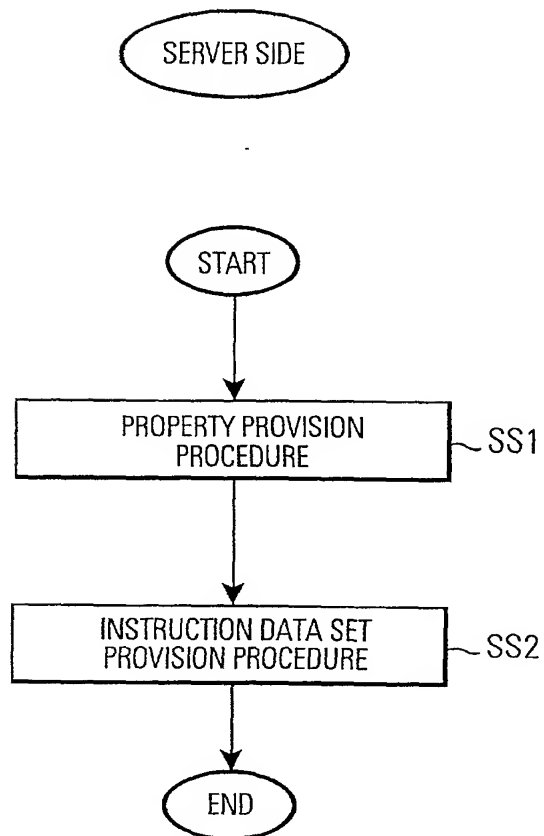 SERVER SIDE
START
PROPERTY PROVISION
PROCEDURE
SS1
INSTRUCTION DATA SET
PROVISION PROCEDURE
SS2
END